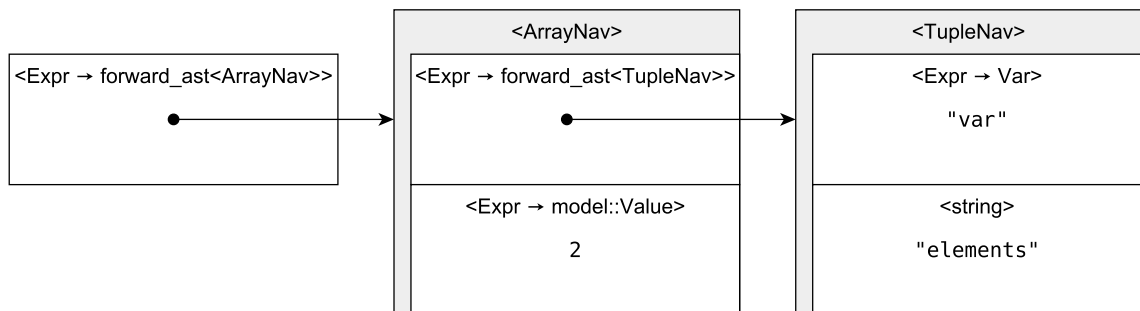 <Expr → forward_ast<ArrayNav>>
<ArrayNav>
<Expr → forward_ast<TupleNav>>
<Expr → model::Value>
2
<TupleNav>
<Expr → Var>
"var"
<string>
"elements"